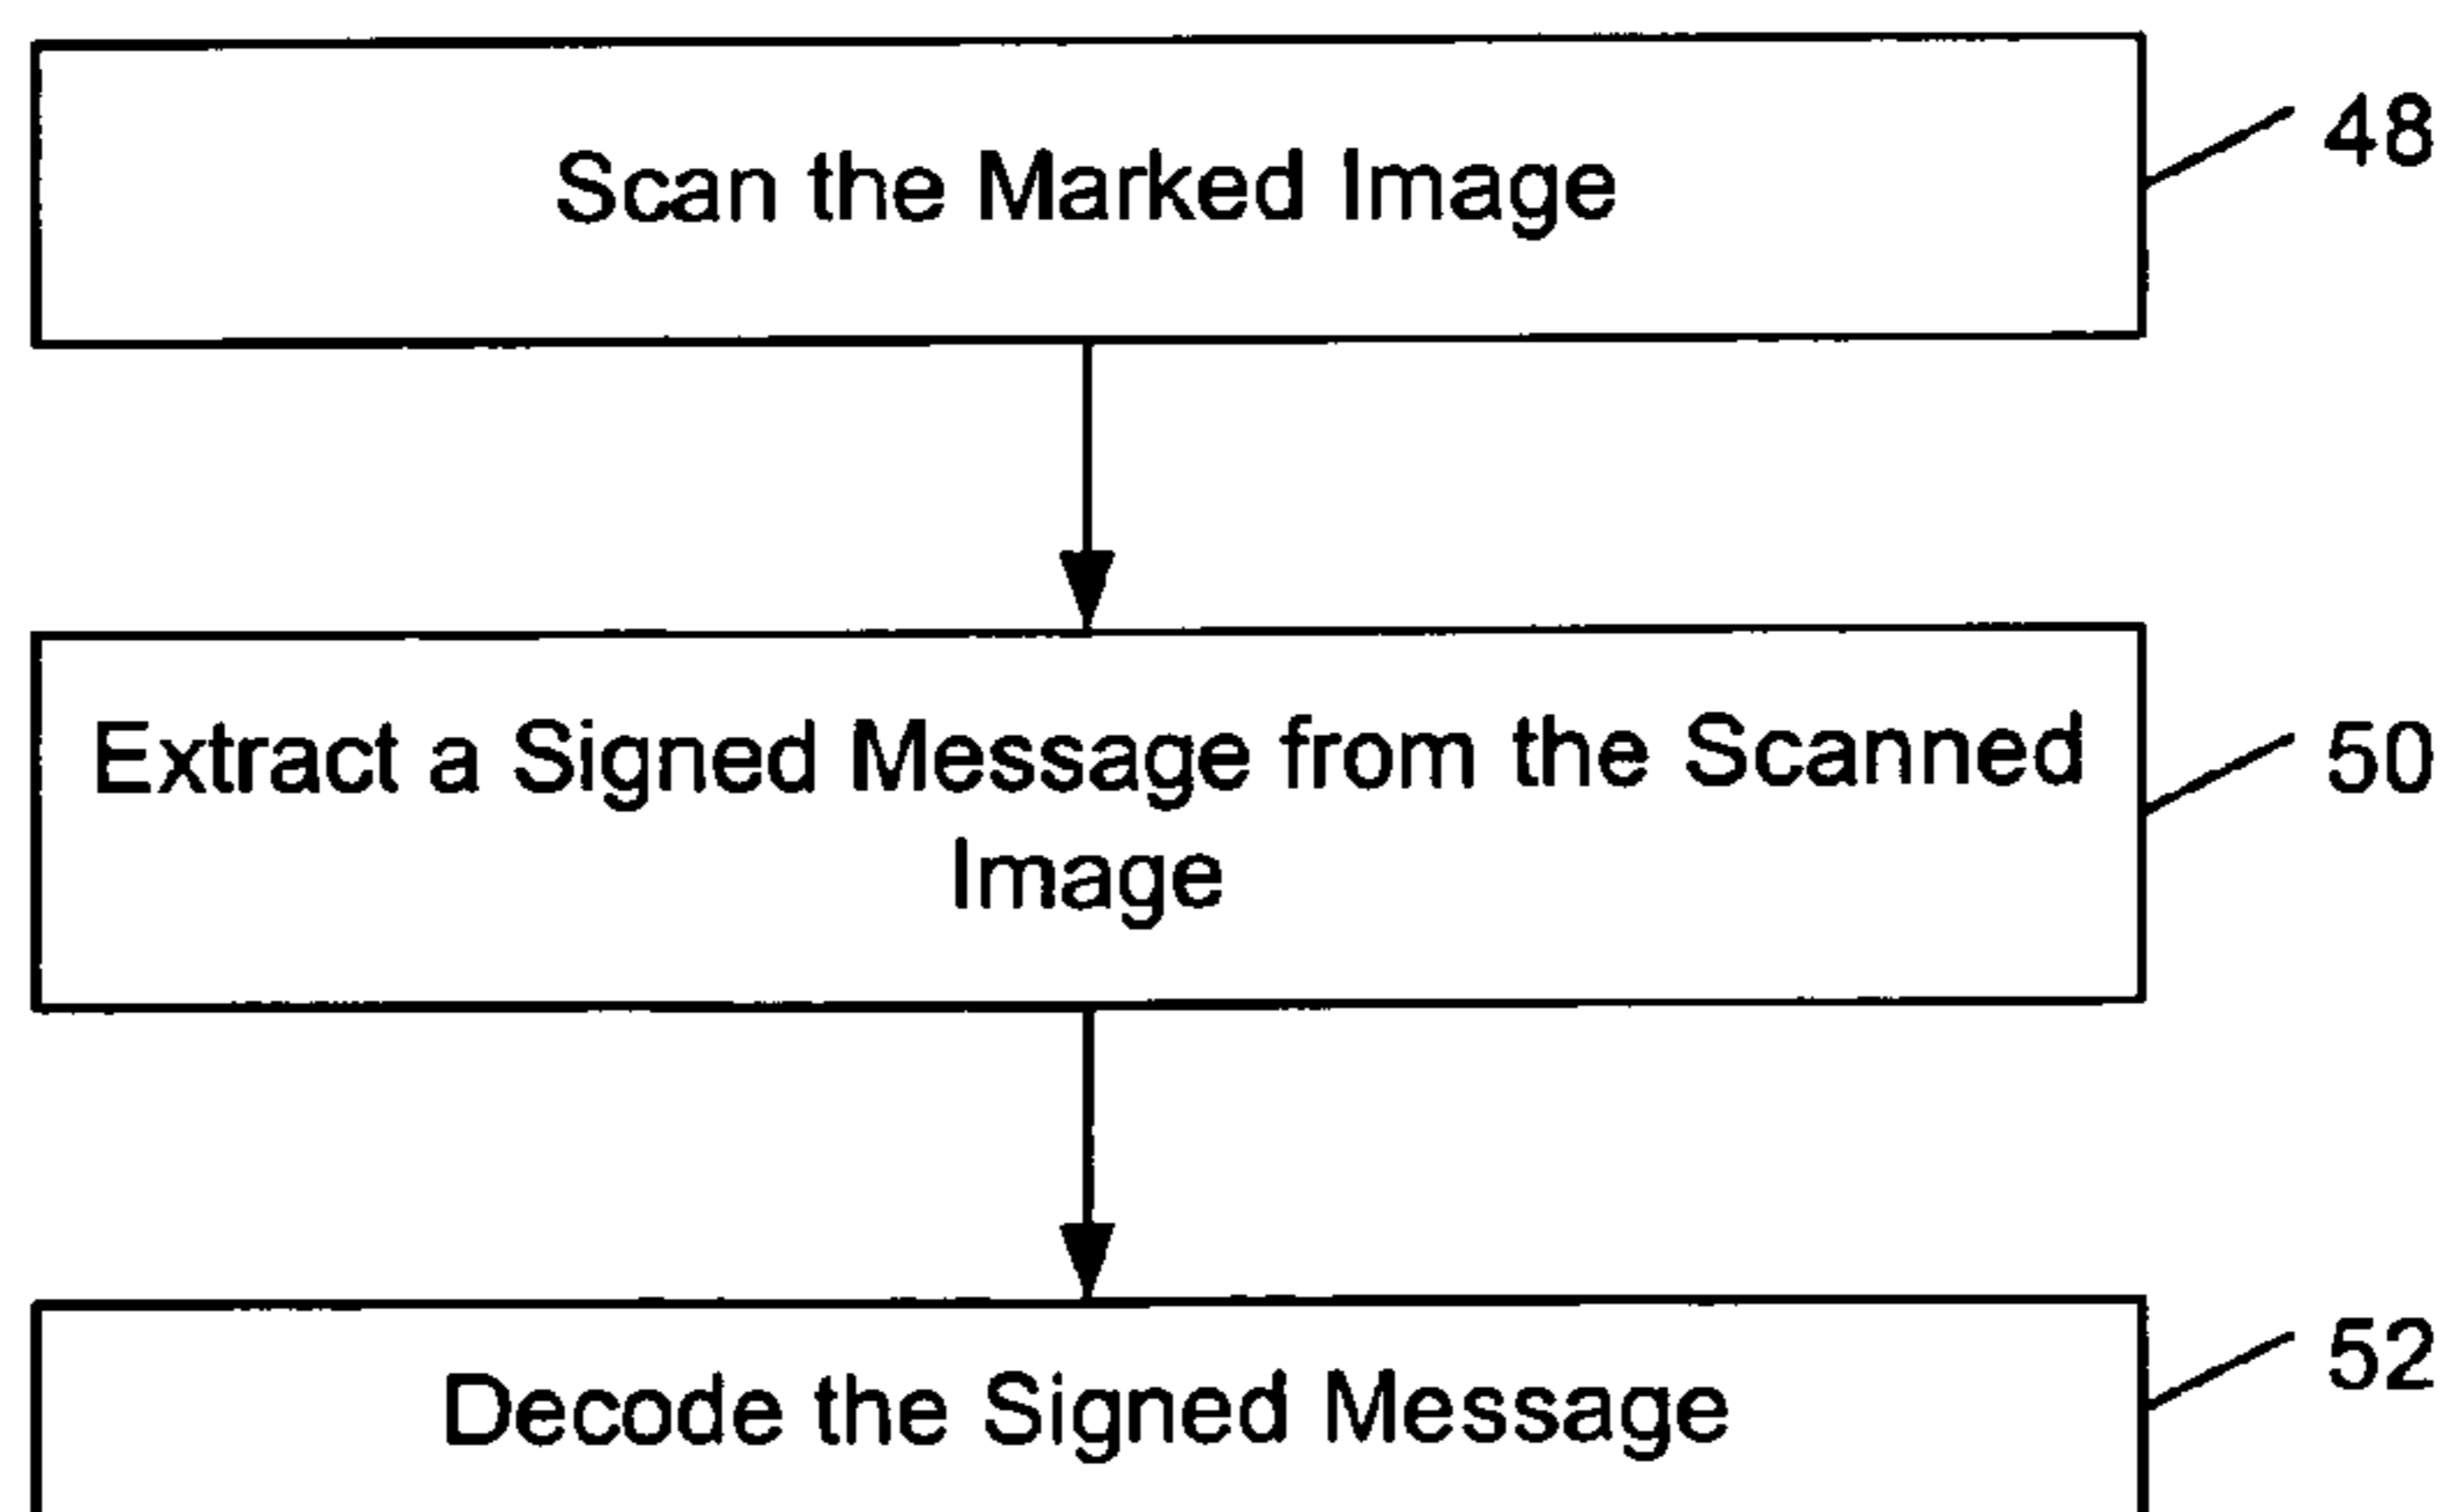 Scan the Marked Image
48
Extract a Signed Message from the Scanned
Image
50
Decode the Signed Message
52